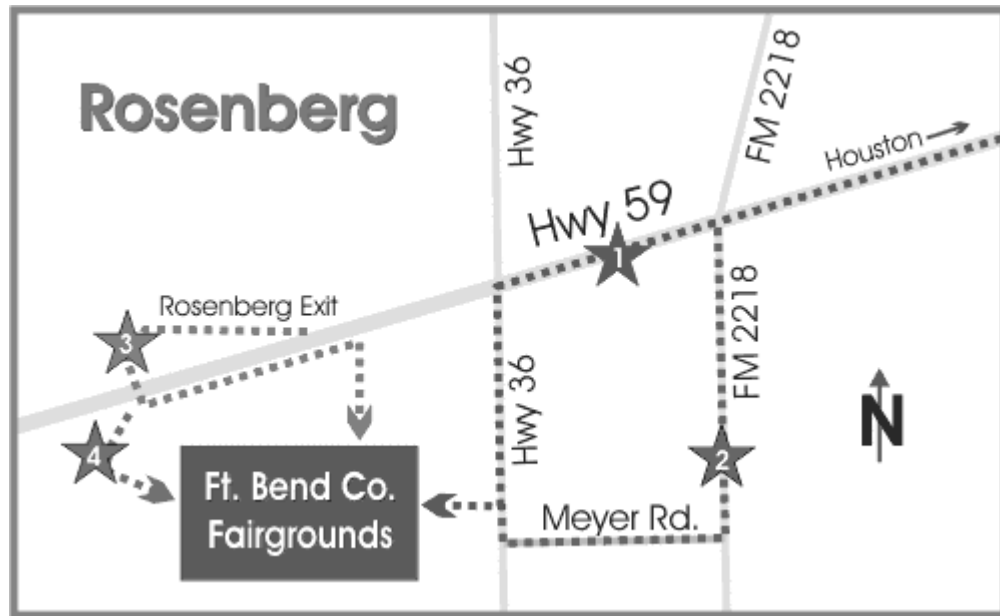 Rosenberg
Hwy 36
FM 2218
Houston
Hwy 59
1
Rosenberg Exit
3
Hwy 36
FM 2218
N
4
2
Ft. Bend Co.
Fairgrounds
Meyer Rd.